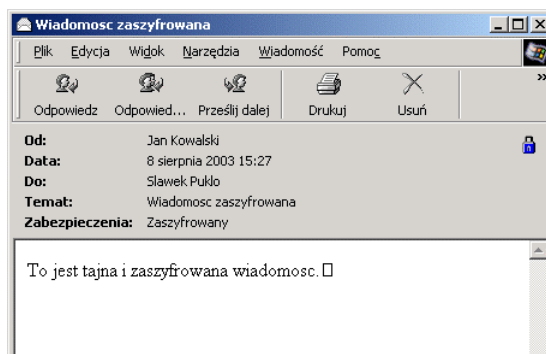 Wiadomosc zaszyfrowana
Plik Edycja Widok Narzędzia Wiadomość Pomoc
Odpowiedz Odpowied... Prześlij dalej Drukuj Usuń
Od: Jan Kowalski
Data: 8 sierpnia 2003 15:27
Do: Slawek Puklo
Temat: Wiadomosc zaszyfrowana
Zabezpieczenia: Zaszyfrowany
To jest tajna i zaszyfrowana wiadomosc.